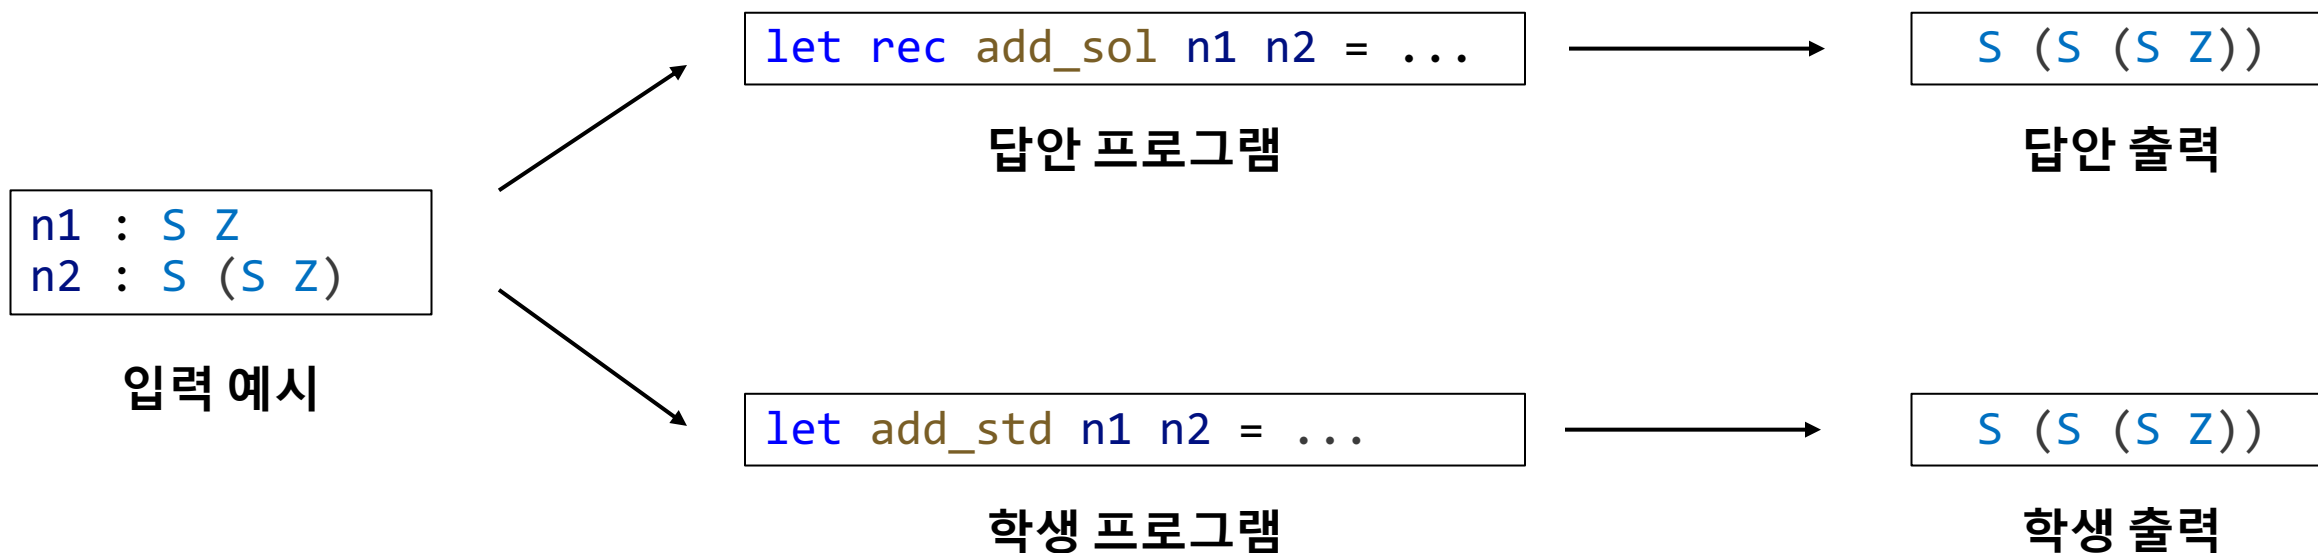 let rec add_sol n1 n2 = ...
S (S (S Z))
답안 프로그램
답안 출력
n1 : S Z
n2 : S (S Z)
입력 예시
let add_std n1 n2 = ...
S (S (S Z))
학생 프로그램
학생 출력